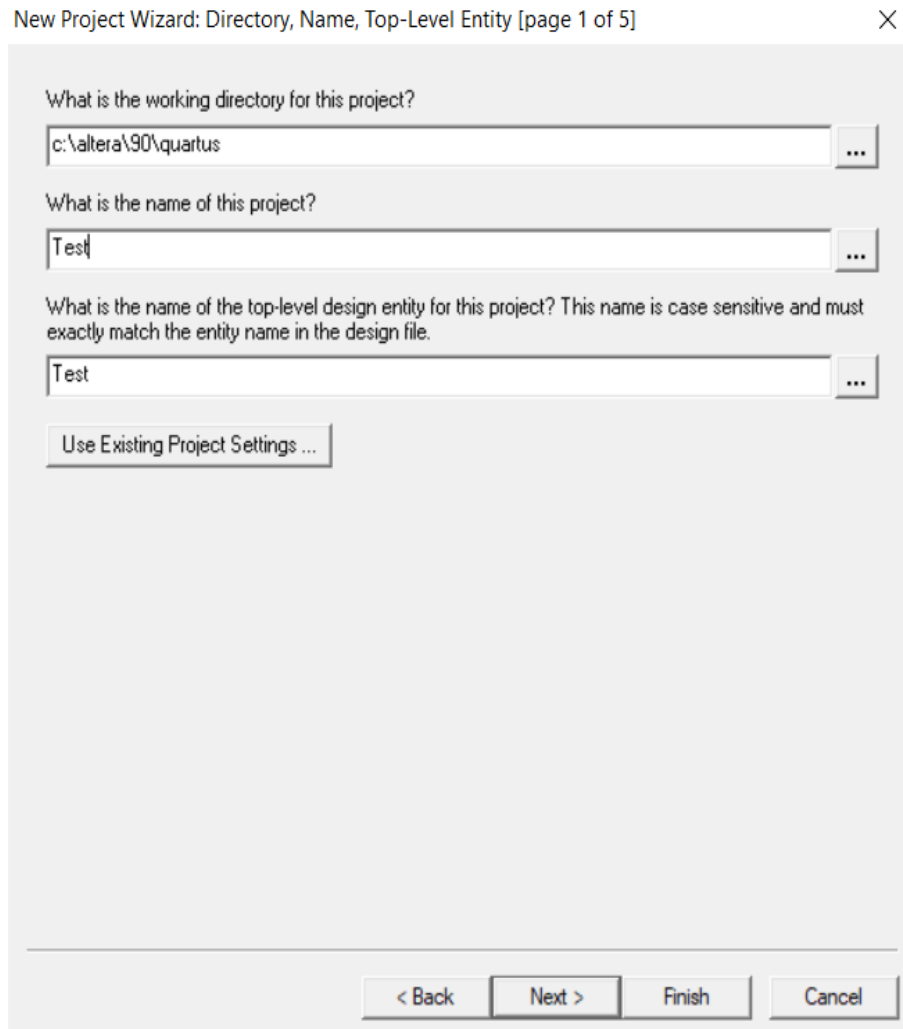 New Project Wizard: Directory, Name, Top-Level Entity [page 1 of 5]
What is the working directory for this project?
c:\altera\90\quartus
...
What is the name of this project?
Test
...
What is the name of the top-level design entity for this project? This name is case sensitive and must
exactly match the entity name in the design file.
Test
...
Use Existing Project Settings ...
< Back
Next >
Finish
Cancel